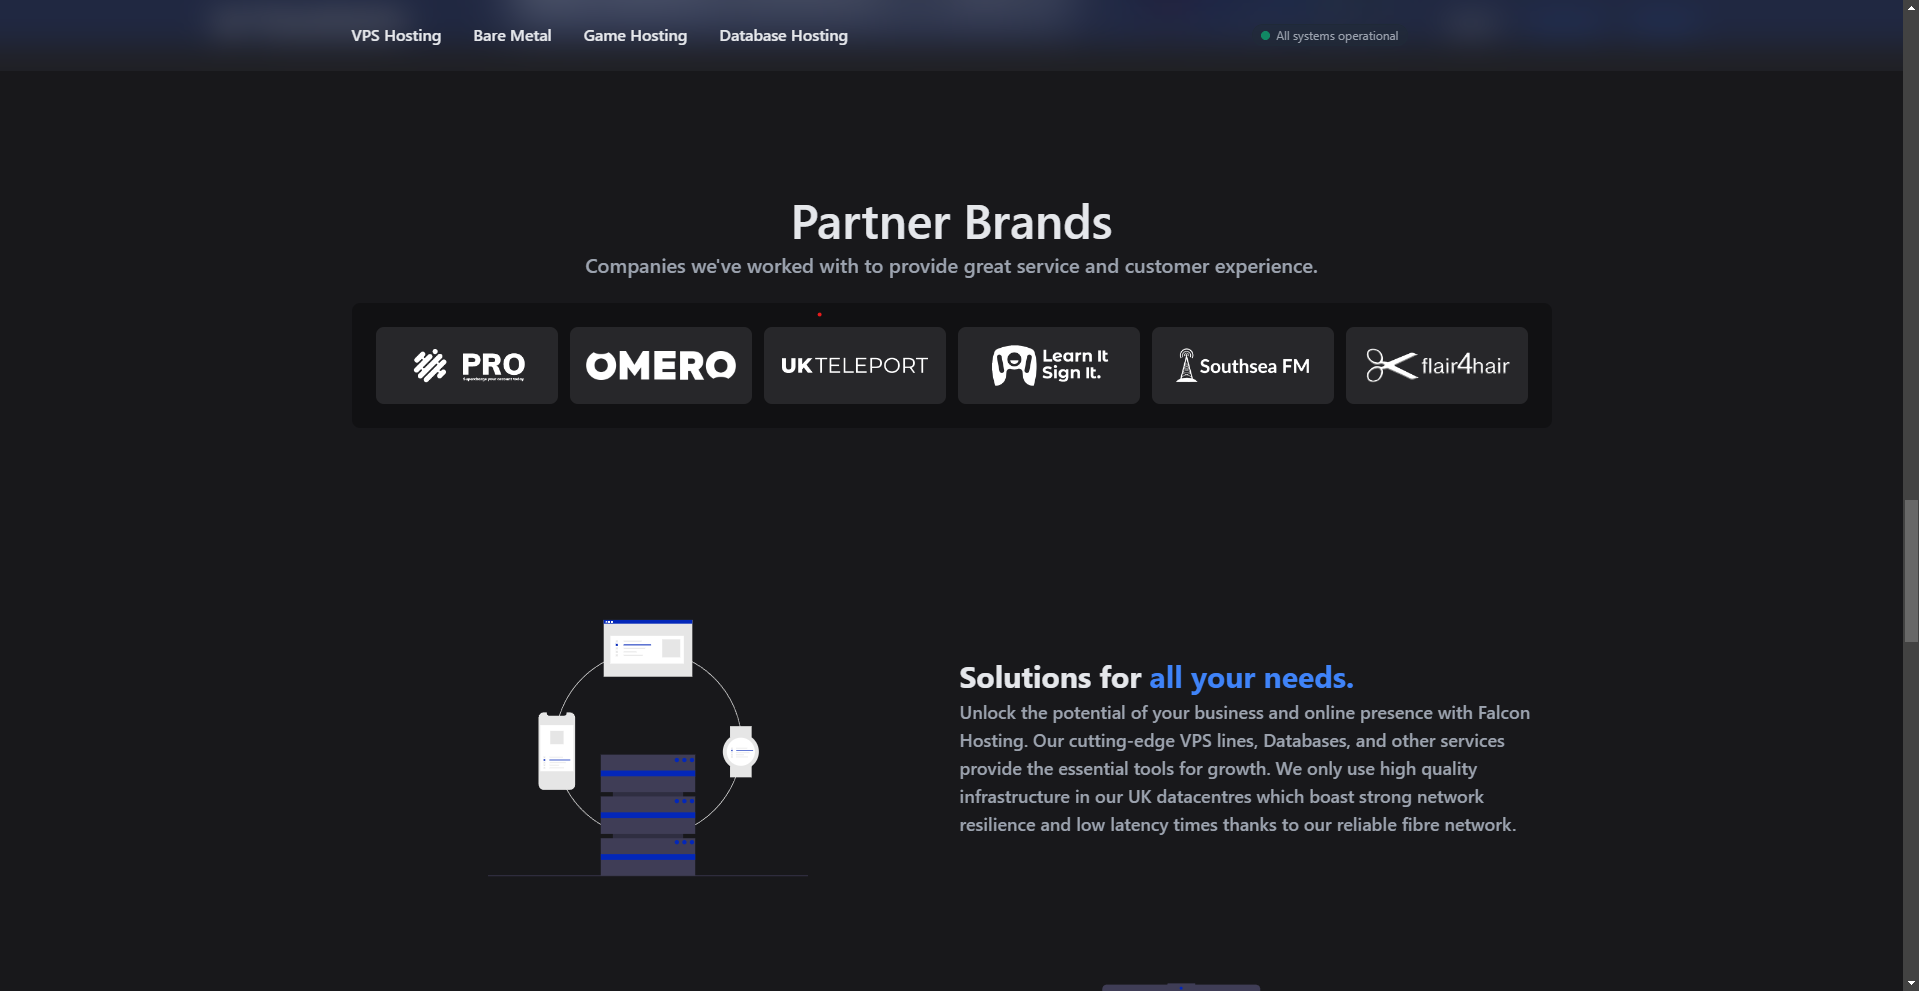 VPS Hosting
Bare Metal
Game Hosting
Database Hosting
All systems operational
Partner Brands
Companies we've worked with to provide great service and customer experience.
PRO
Supercharge your account today
OMERO
UKTELEPORT
Learn It
Sign It.
Southsea FM
flair4hair
Solutions for all your needs.
Unlock the potential of your business and online presence with Falcon
Hosting. Our cutting-edge VPS lines, Databases, and other services
provide the essential tools for growth. We only use high quality
infrastructure in our UK datacentres which boast strong network
resilience and low latency times thanks to our reliable fibre network.